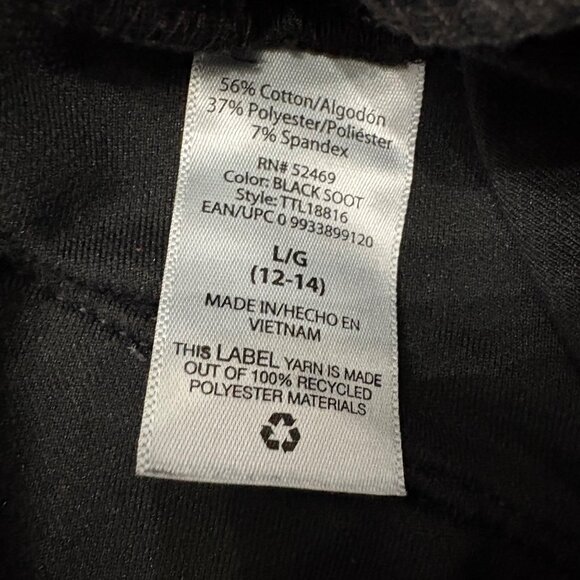 56% Cotton/Algodón
37% Polyester/Poliéster
7% Spandex
RN# 52469
Color: BLACK SOOT
Style: TTL18816
EAN/UPC 0 9933899120
L/G
(12-14)
MADE IN/HECHO EN
VIETNAM
THIS LABEL YARN IS MADE
OUT OF 100% RECYCLED
POLYESTER MATERIALS